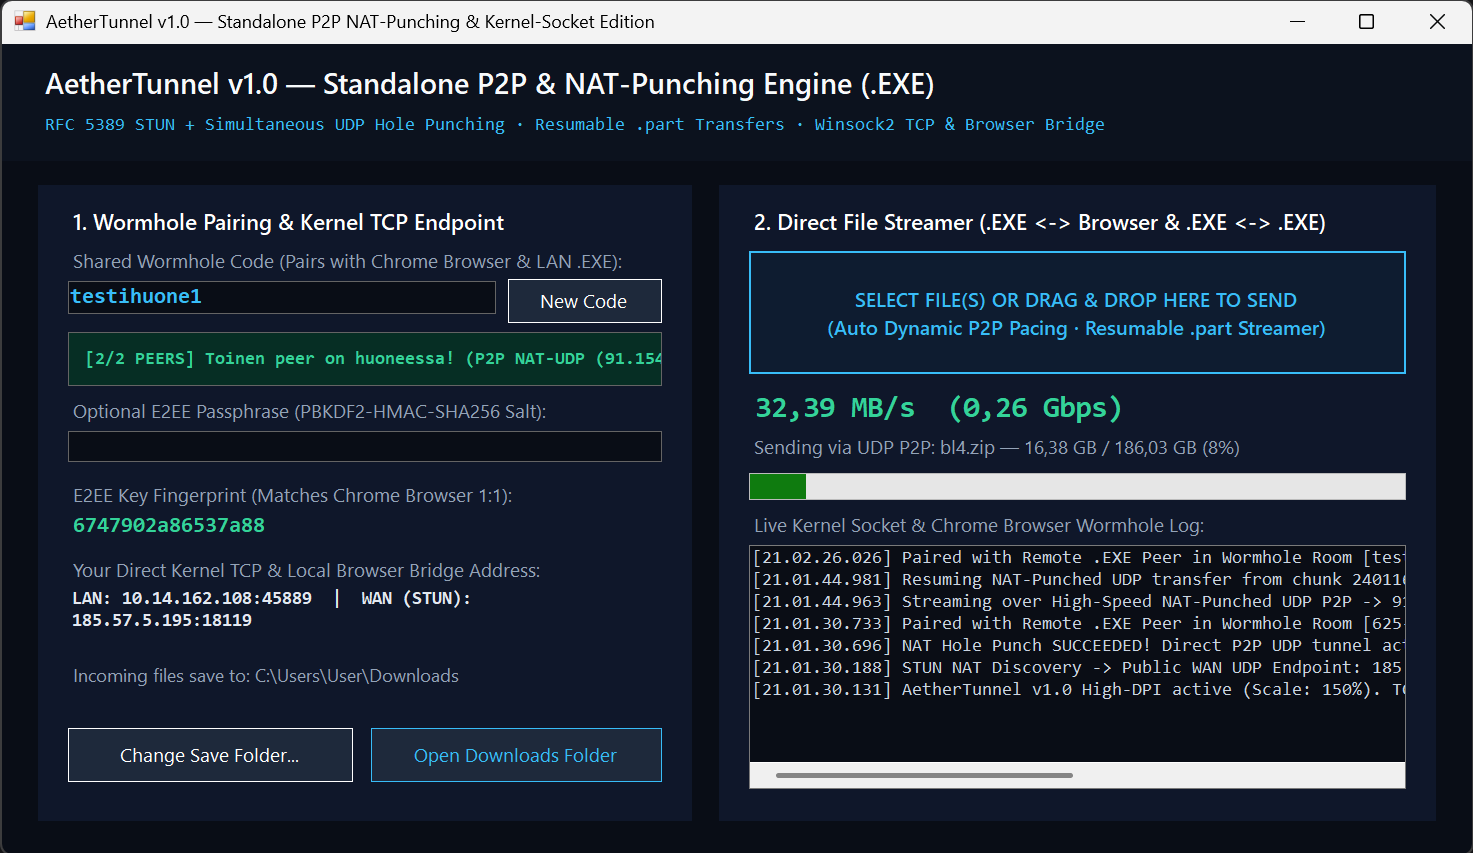 AetherTunnel v1.0 — Standalone P2P NAT-Punching & Kernel-Socket Edition
AetherTunnel v1.0 — Standalone P2P & NAT-Punching Engine (.EXE)
RFC 5389 STUN + Simultaneous UDP Hole Punching · Resumable .part Transfers · Winsock2 TCP & Browser Bridge
1. Wormhole Pairing & Kernel TCP Endpoint
Shared Wormhole Code (Pairs with Chrome Browser & LAN .EXE):
testihuone1
New Code
[2/2 PEERS] Toinen peer on huoneessa! (P2P NAT-UDP (91.154
Optional E2EE Passphrase (PBKDF2-HMAC-SHA256 Salt):
E2EE Key Fingerprint (Matches Chrome Browser 1:1):
6747902a86537a88
Your Direct Kernel TCP & Local Browser Bridge Address:
LAN: 10.14.162.108:45889 | WAN (STUN):
185.57.5.195:18119
Incoming files save to: C:\Users\User\Downloads
Change Save Folder...
Open Downloads Folder
2. Direct File Streamer (.EXE <-> Browser & .EXE <-> .EXE)
SELECT FILE(S) OR DRAG & DROP HERE TO SEND
(Auto Dynamic P2P Pacing · Resumable .part Streamer)
32,39 MB/s (0,26 Gbps)
Sending via UDP P2P: bl4.zip — 16,38 GB / 186,03 GB (8%)
Live Kernel Socket & Chrome Browser Wormhole Log:
[21.02.26.026] Paired with Remote .EXE Peer in Wormhole Room [tes
[21.01.44.981] Resuming NAT-Punched UDP transfer from chunk 24011
[21.01.44.963] Streaming over High-Speed NAT-Punched UDP P2P -> 9
[21.01.30.733] Paired with Remote .EXE Peer in Wormhole Room [625
[21.01.30.696] NAT Hole Punch SUCCEEDED! Direct P2P UDP tunnel ac
[21.01.30.188] STUN NAT Discovery -> Public WAN UDP Endpoint: 185
[21.01.30.131] AetherTunnel v1.0 High-DPI active (Scale: 150%). T